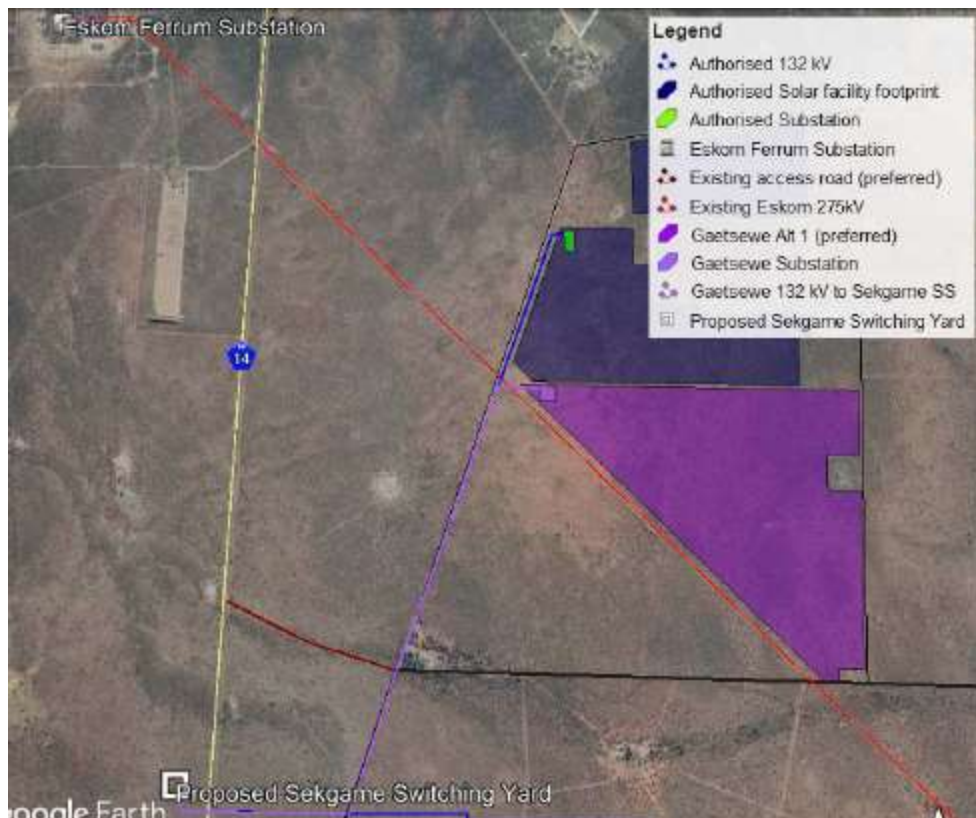 Eskom Ferrum Substation
Legend
Authorised 132 kV
Authorised Solar facility footprint
Authorised Substation
Eskom Ferrum Substation
Existing access road (preferred)
Existing Eskom 275kV
Gaetsewe Alt 1 (preferred)
Gaetsewe Substation
Gaetsewe 132 kV to Sekgame SS
Proposed Sekgame Switching Yard
14
Proposed Sekgame Switching Yard
google Earth